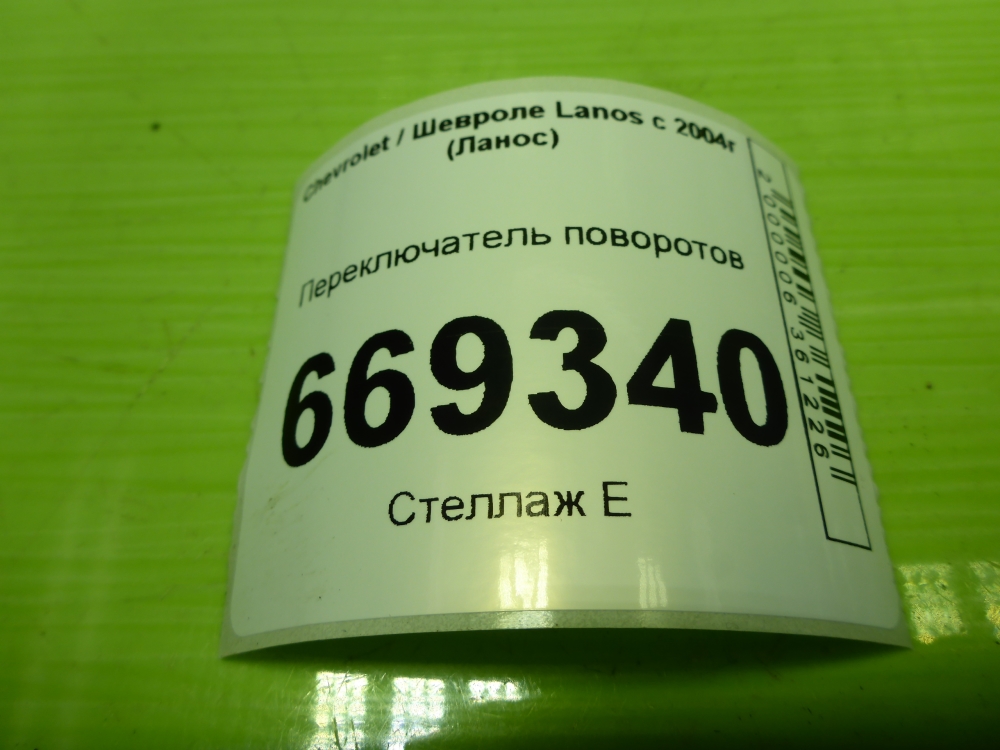 Chevrolet / Шевроле Lanos с 2004г
(Ланос)
Переключатель поворотов
669340
Стеллаж Е
2000006361226